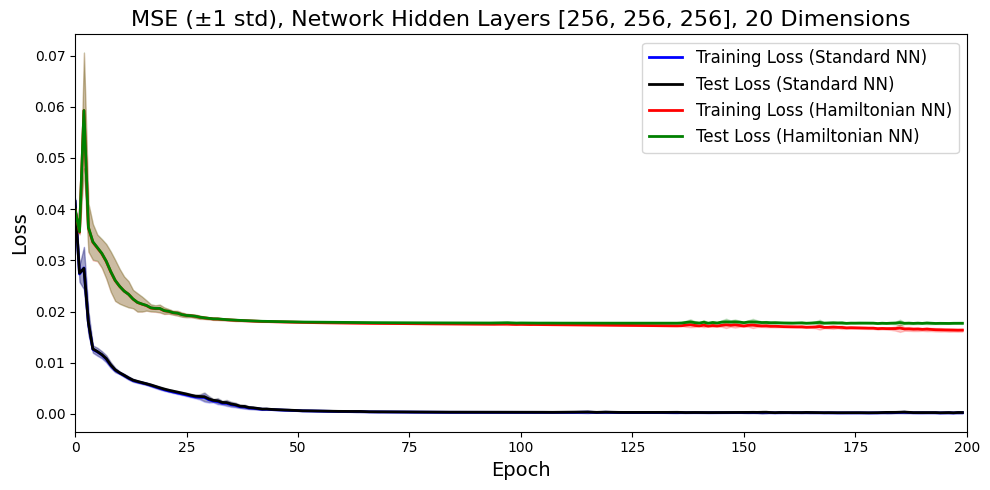 MSE (±1 std), Network Hidden Layers [256, 256, 256], 20 Dimensions
Training Loss (Standard NN)
Test Loss (Standard NN)
Training Loss (Hamiltonian NN)
Test Loss (Hamiltonian NN)
Loss
0.07
0.06
0.05
0.04
0.03
0.02
0.01
0.00
0 25 50 75 100 125 150 175 200
Epoch